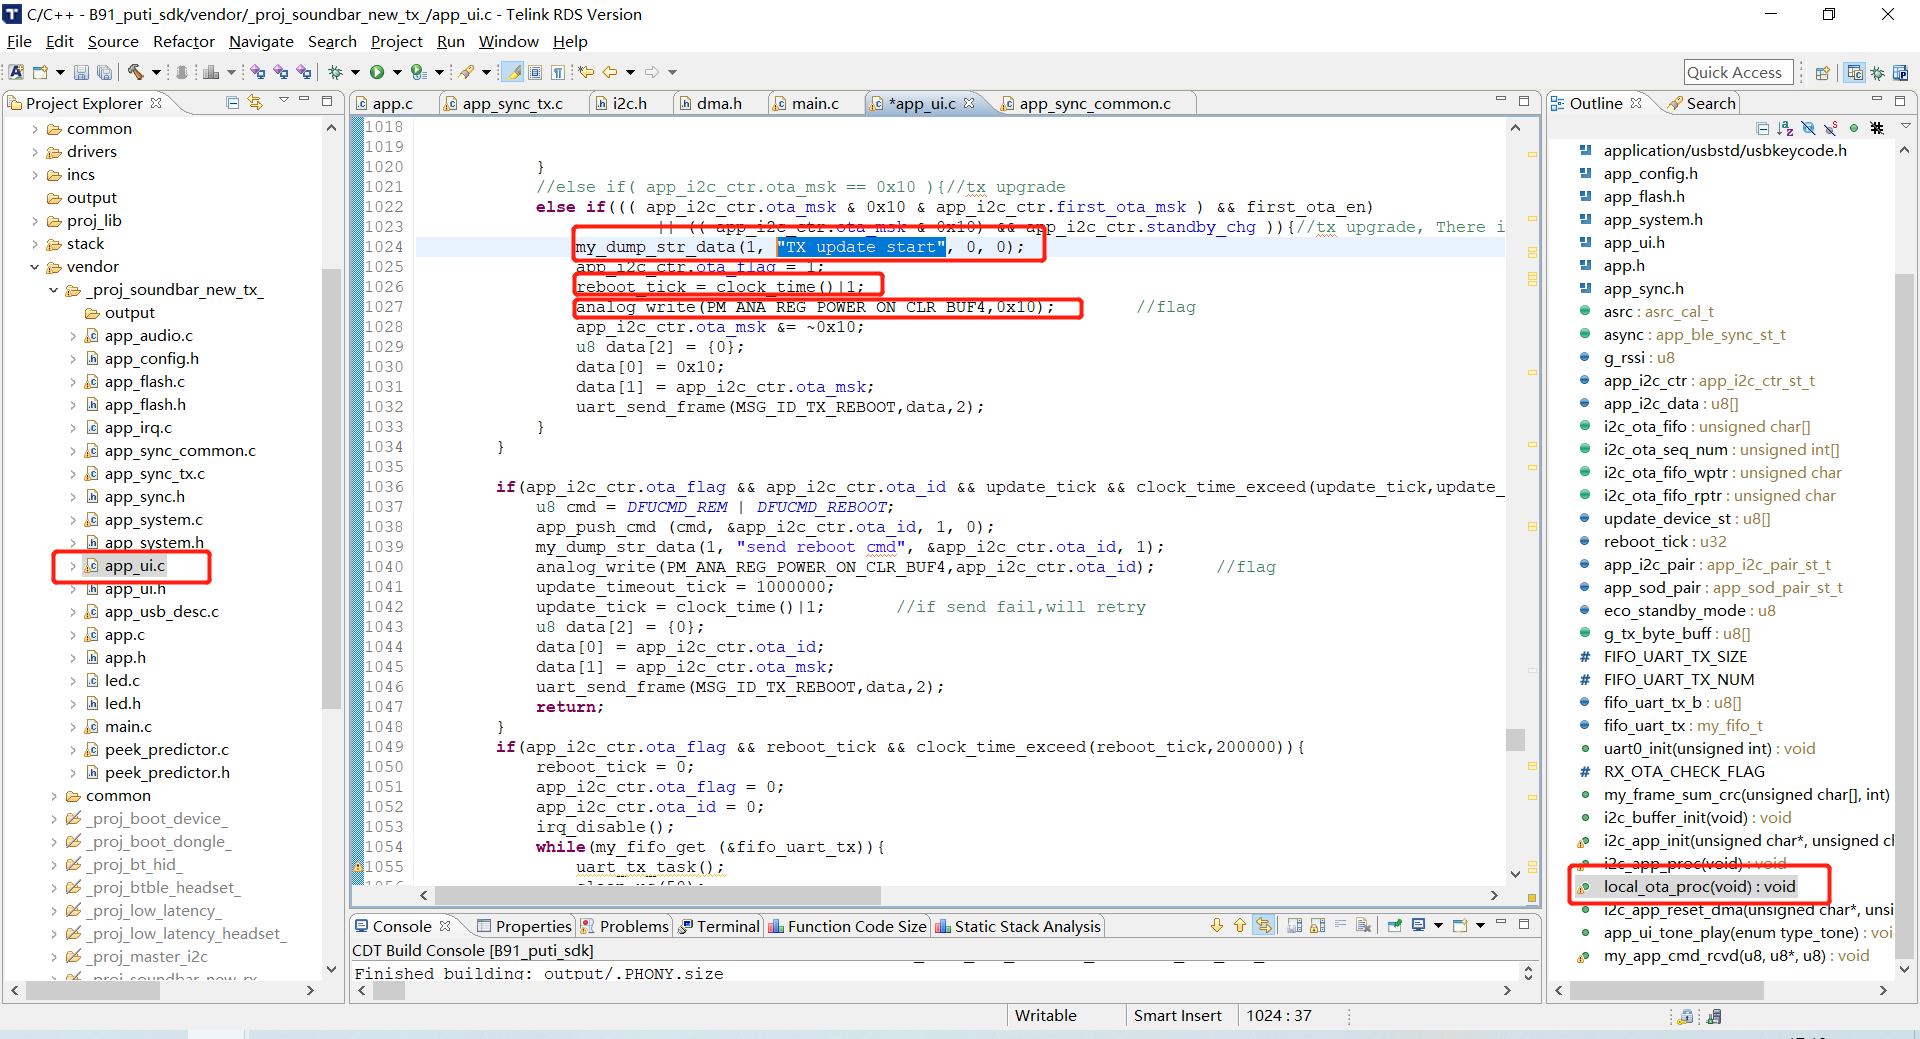 C/C++ - B91_puti_sdk/vendor/_proj_soundbar_new_tx_/app_ui.c - Telink RDS Version
File Edit Source Refactor Navigate Search Project Run Window Help
Quick Access
Project Explorer
common
drivers
incs
output
proj_lib
stack
vendor
_proj_soundbar_new_tx_
output
app_audio.c
app_config.h
app_flash.c
app_flash.h
app_irq.c
app_sync_common.c
app_sync_tx.c
app_sync.h
app_system.c
app_system.h
app_ui.c
app_ui.h
app_usb_desc.c
app.c
app.h
led.c
led.h
main.c
peek_predictor.c
peek_predictor.h
common
_proj_boot_device_
_proj_boot_dongle_
_proj_bt_hid_
_proj_btble_headset_
_proj_low_latency_
_proj_low_latency_headset_
_proj_master_i2c
_proj_soundbar_new_rx_
app.c app_sync_tx.c i2c.h dma.h main.c *app_ui.c app_sync_common.c
1018
1019
1020 }
1021 //else if( app_i2c_ctr.ota_msk == 0x10 ){//tx upgrade
1022 else if((( app_i2c_ctr.ota_msk & 0x10 & app_i2c_ctr.first_ota_msk ) && first_ota_en)
1023 || (( app_i2c_ctr.ota_msk & 0x10) && app_i2c_ctr.standby_chg )){//tx upgrade, There i
1024 my_dump_str_data(1, "TX update start", 0, 0);
1025 app_i2c_ctr.ota_flag = 1;
1026 reboot_tick = clock_time()|1;
1027 analog_write(PM_ANA_REG_POWER_ON_CLR_BUF4,0x10); //flag
1028 app_i2c_ctr.ota_msk &= ~0x10;
1029 u8 data[2] = {0};
1030 data[0] = 0x10;
1031 data[1] = app_i2c_ctr.ota_msk;
1032 uart_send_frame(MSG_ID_TX_REBOOT,data,2);
1033 }
1034 }
1035
1036 if(app_i2c_ctr.ota_flag && app_i2c_ctr.ota_id && update_tick && clock_time_exceed(update_tick,update_
1037 u8 cmd = DFUCMD_REM | DFUCMD_REBOOT;
1038 app_push_cmd (cmd, &app_i2c_ctr.ota_id, 1, 0);
1039 my_dump_str_data(1, "send reboot cmd", &app_i2c_ctr.ota_id, 1);
1040 analog_write(PM_ANA_REG_POWER_ON_CLR_BUF4,app_i2c_ctr.ota_id); //flag
1041 update_timeout_tick = 1000000;
1042 update_tick = clock_time()|1; //if send fail,will retry
1043 u8 data[2] = {0};
1044 data[0] = app_i2c_ctr.ota_id;
1045 data[1] = app_i2c_ctr.ota_msk;
1046 uart_send_frame(MSG_ID_TX_REBOOT,data,2);
1047 return;
1048 }
1049 if(app_i2c_ctr.ota_flag && reboot_tick && clock_time_exceed(reboot_tick,200000)){
1050 reboot_tick = 0;
1051 app_i2c_ctr.ota_flag = 0;
1052 app_i2c_ctr.ota_id = 0;
1053 irq_disable();
1054 while(my_fifo_get (&fifo_uart_tx)){
1055 uart_tx_task();
Console Properties Problems Terminal Function Code Size Static Stack Analysis
CDT Build Console [B91_puti_sdk]
Finished building: output/.PHONY.size
Outline Search
application/usbstd/usbkeycode.h
app_config.h
app_flash.h
app_system.h
app_ui.h
app.h
app_sync.h
asrc : asrc_cal_t
async : app_ble_sync_st_t
g_rssi : u8
app_i2c_ctr : app_i2c_ctr_st_t
app_i2c_data : u8[]
i2c_ota_fifo : unsigned char[]
i2c_ota_seq_num : unsigned int[]
i2c_ota_fifo_wptr : unsigned char
i2c_ota_fifo_rptr : unsigned char
update_device_st : u8[]
reboot_tick : u32
app_i2c_pair : app_i2c_pair_st_t
app_sod_pair : app_sod_pair_st_t
eco_standby_mode : u8
g_tx_byte_buff : u8[]
FIFO_UART_TX_SIZE
FIFO_UART_TX_NUM
fifo_uart_tx_b : u8[]
fifo_uart_tx : my_fifo_t
uart0_init(unsigned int) : void
RX_OTA_CHECK_FLAG
my_frame_sum_crc(unsigned char[], int)
i2c_buffer_init(void) : void
i2c_app_init(unsigned char*, unsigned cl
i2c_app_proc(void) : void
local_ota_proc(void) : void
i2c_app_reset_dma(unsigned char*, unsi
app_ui_tone_play(enum type_tone) : voi
my_app_cmd_rcvd(u8, u8*, u8) : void
Writable Smart Insert 1024 : 37